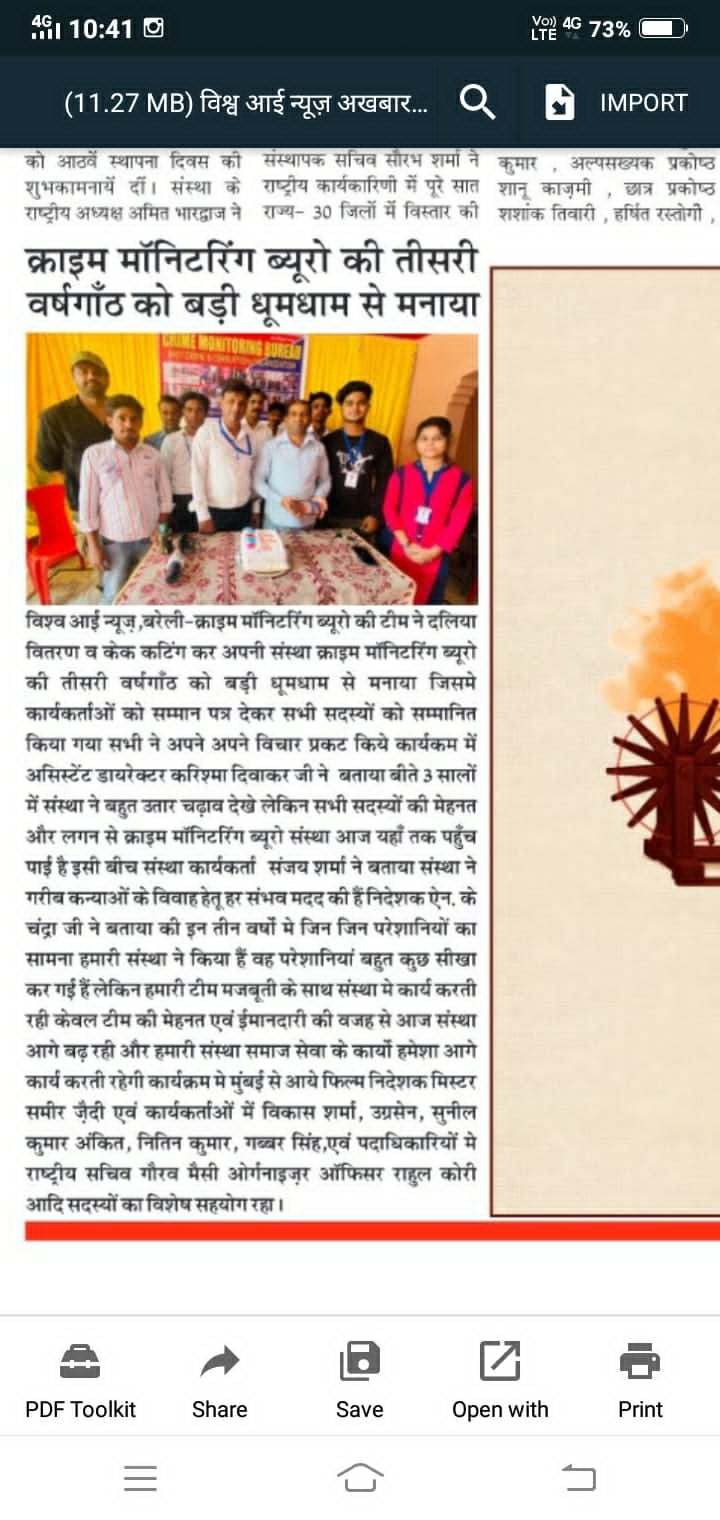 4G 10:41 Vo)) LTE 4G 73%
(11.27 MB) विश्व आई न्यूज़ अखबार... IMPORT
को आठवें स्थापना दिवस की
शुभकामनायें दीं। संस्था के
राष्ट्रीय अध्यक्ष अमित भारद्वाज ने
संस्थापक सचिव सौरभ शर्मा ने
राष्ट्रीय कार्यकारिणी में पूरे सात
राज्य- 30 जिलों में विस्तार की
कुमार , अल्पसख्यक प्रकोष्ठ
शानू काज़मी , छात्र प्रकोष्ठ
शशांक तिवारी , हर्षित रस्तोगी ,
क्राइम मॉनिटरिंग ब्यूरो की तीसरी
वर्षगाँठ को बड़ी धूमधाम से मनाया
CRIME MONITORING BUREAU
विश्व आई न्यूज़,बरेली-क्राइम मॉनिटरिंग ब्यूरो की टीम ने दलिया
वितरण व केक कटिंग कर अपनी संस्था क्राइम मॉनिटरिंग ब्यूरो
की तीसरी वर्षगाँठ को बड़ी धूमधाम से मनाया जिसमे
कार्यकर्ताओं को सम्मान पत्र देकर सभी सदस्यों को सम्मानित
किया गया सभी ने अपने अपने विचार प्रकट किये कार्यकम में
असिस्टेंट डायरेक्टर करिश्मा दिवाकर जी ने बताया बीते 3 सालों
में संस्था ने बहुत उतार चढ़ाव देखे लेकिन सभी सदस्यों की मेहनत
और लगन से क्राइम मॉनिटरिंग ब्यूरो संस्था आज यहाँ तक पहुँच
पाई है इसी बीच संस्था कार्यकर्ता संजय शर्मा ने बताया संस्था ने
गरीब कन्याओं के विवाह हेतू हर संभव मदद की हैं निदेशक ऐन. के
चंद्रा जी ने बताया की इन तीन वर्षो मे जिन जिन परेशानियों का
सामना हमारी संस्था ने किया हैं वह परेशानियां बहुत कुछ सीखा
कर गई हैं लेकिन हमारी टीम मजबूती के साथ संस्था मे कार्य करती
रही केवल टीम की मेहनत एवं ईमानदारी की वजह से आज संस्था
आगे बढ़ रही और हमारी संस्था समाज सेवा के कार्यो हमेशा आगे
कार्य करती रहेगी कार्यक्रम मे मुंबई से आये फिल्म निदेशक मिस्टर
समीर ज़ैदी एवं कार्यकर्ताओं में विकास शर्मा, उग्रसेन, सुनील
कुमार अंकित, नितिन कुमार, गब्बर सिंह,एवं पदाधिकारियों मे
राष्ट्रीय सचिव गौरव मैसी ओर्गनाइज़र ऑफिसर राहुल कोरी
आदि सदस्यों का विशेष सहयोग रहा।
PDF Toolkit Share Save Open with Print